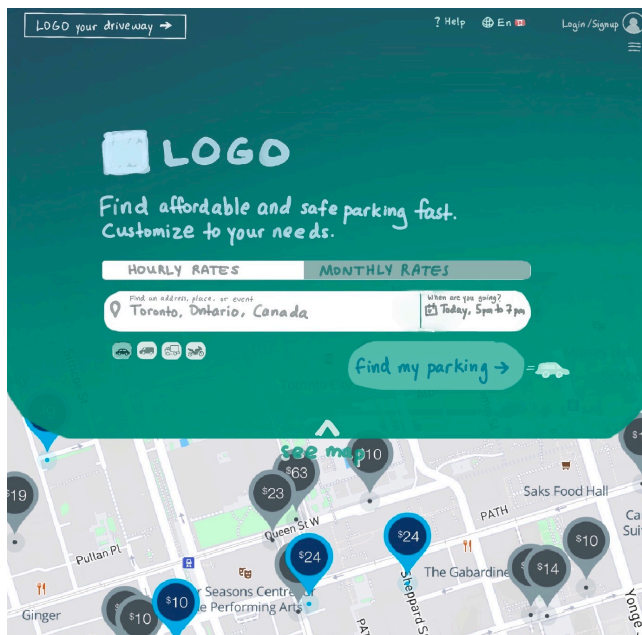 LOGO your driveway →
? Help
En
Login/Signup
LOGO
Find affordable and safe parking fast.
Customize to your needs.
HOURLY RATES
MONTHLY RATES
Find an address, place, or event
Toronto, Ontario, Canada
When are you going?
Today, 5pm to 7pm
find my parking →
see map
$10
$19
$63
$23
Saks Food Hall
Queen St W
PATH
$24
$10
Pullan Pl
$24
The Gabardine
$14
Seasons Centre
Performing Arts
Sheppard S
Yonge
Ginger
$10
$10